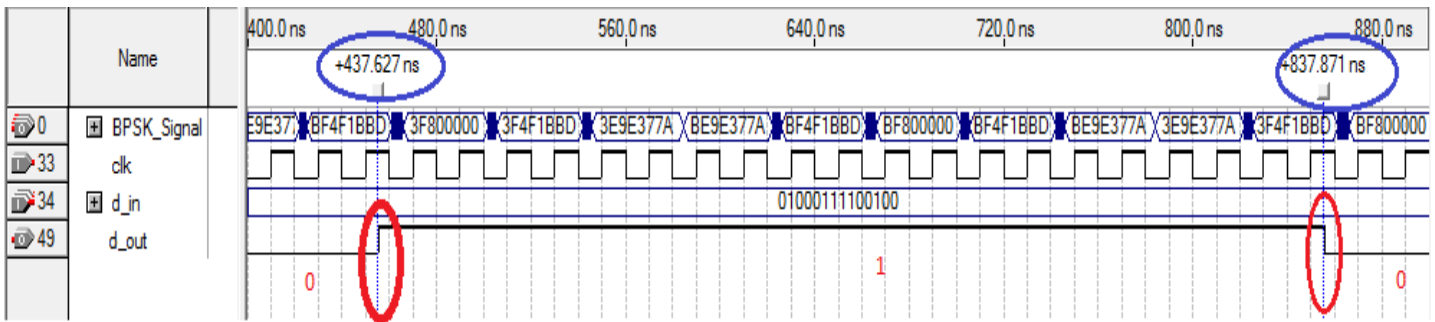 400.0 ns 480.0 ns 560.0 ns 640.0 ns 720.0 ns 800.0 ns 880.0 ns
Name +437.627 ns +837.871 ns
0 BPSK_Signal BF4F1BBD 3F800000 3F4F1BBD 3E9E377A BE9E377A BF4F1BBD BF800000 BF4F1BBD BE9E377A 3E9E377A 3F4F1BBD BF800000
33 clk
34 d_in 01000111100100
49 d_out
0 1 0